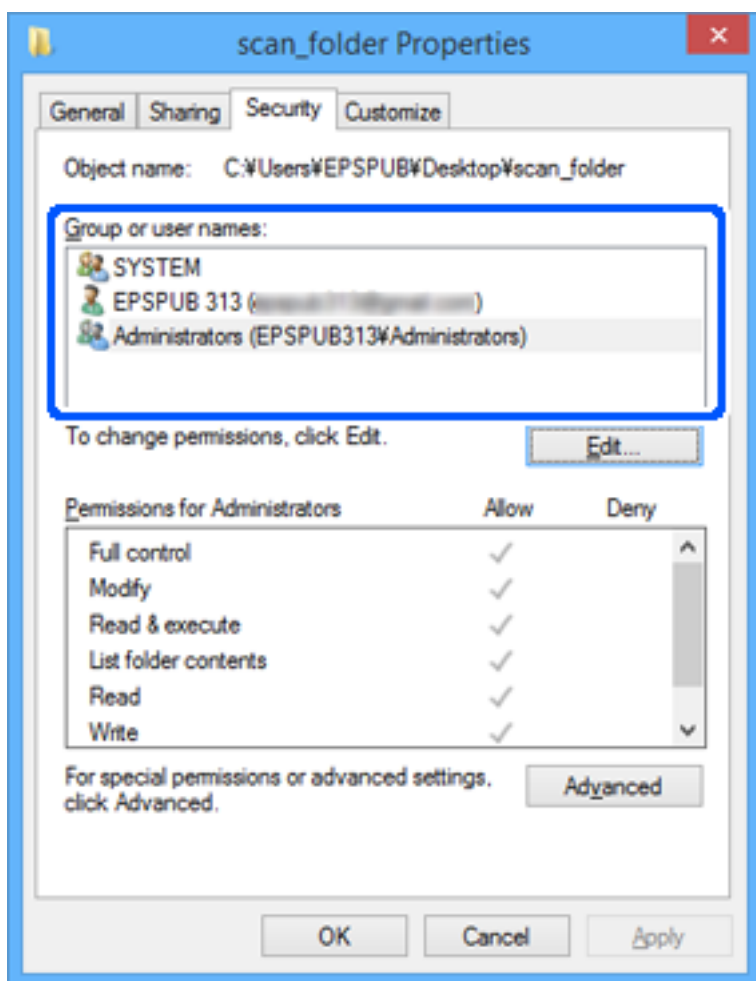 scan_folder Properties
General Sharing Security Customize
Object name: C:¥Users¥EPSPUB¥Desktop¥scan_folder
Group or user names:
SYSTEM
EPSPUB 313 ( )
Administrators (EPSPUB313¥Administrators)
To change permissions, click Edit.
Edit...
Permissions for Administrators Allow Deny
Full control
Modify
Read & execute
List folder contents
Read
Write
For special permissions or advanced settings,
click Advanced.
Advanced
OK Cancel Apply